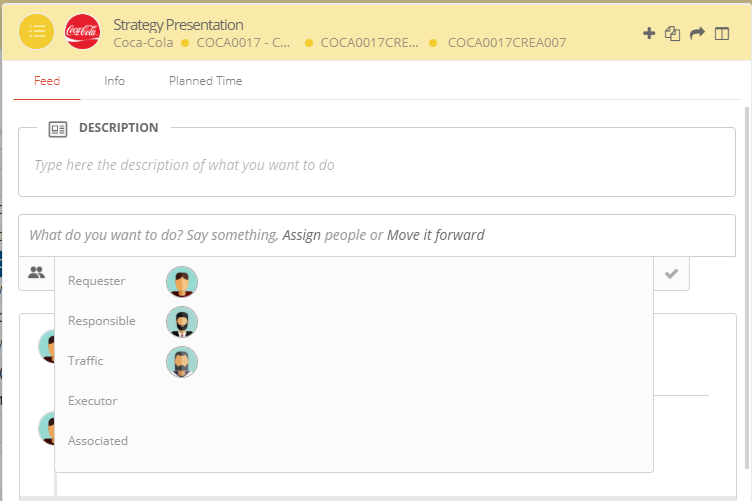 Coca-Cola
Strategy Presentation
Coca-Cola COCA0017 - C... COCA0017CRE... COCA0017CREA007
Feed Info Planned Time
DESCRIPTION
Type here the description of what you want to do
What do you want to do? Say something, Assign people or Move it forward
Requester
Responsible
Traffic
Executor
Associated